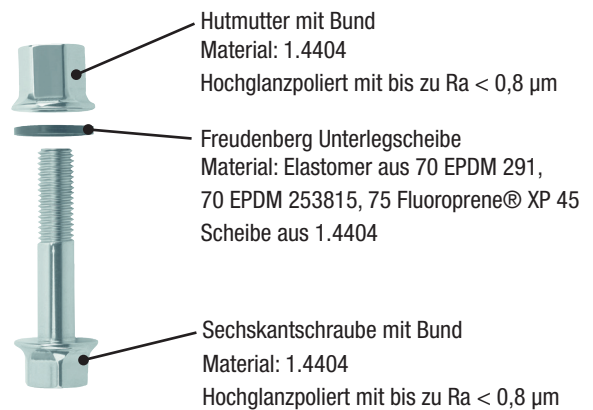 Hutmutter mit Bund
Material: 1.4404
Hochglanzpoliert mit bis zu Ra < 0,8 µm
Freudenberg Unterlegscheibe
Material: Elastomer aus 70 EPDM 291,
70 EPDM 253815, 75 Fluoroprene® XP 45
Scheibe aus 1.4404
Sechskantschraube mit Bund
Material: 1.4404
Hochglanzpoliert mit bis zu Ra < 0,8 µm